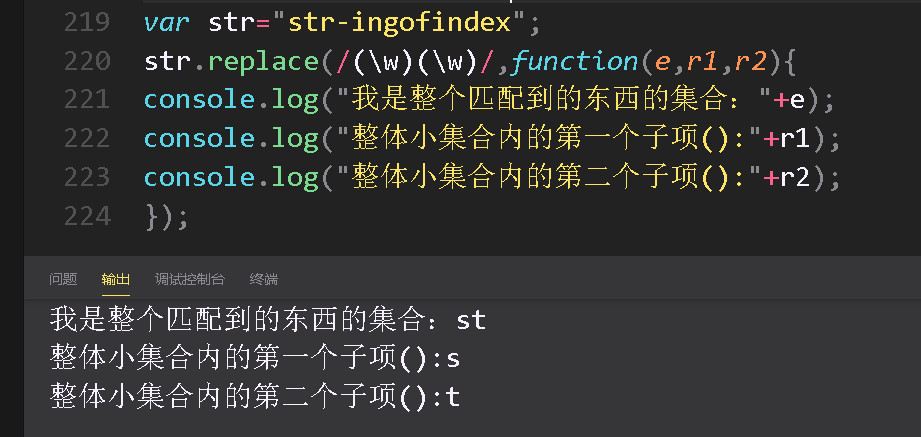 219 var str="str-ingofindex";
220 str.replace(/(\w)(\w)/,function(e,r1,r2){
221 console.log("我是整个匹配到的东西的集合："+e);
222 console.log("整体小集合内的第一个子项():"+r1);
223 console.log("整体小集合内的第二个子项():"+r2);
224 });
问题 输出 调试控制台 终端
我是整个匹配到的东西的集合：st
整体小集合内的第一个子项():s
整体小集合内的第二个子项():t